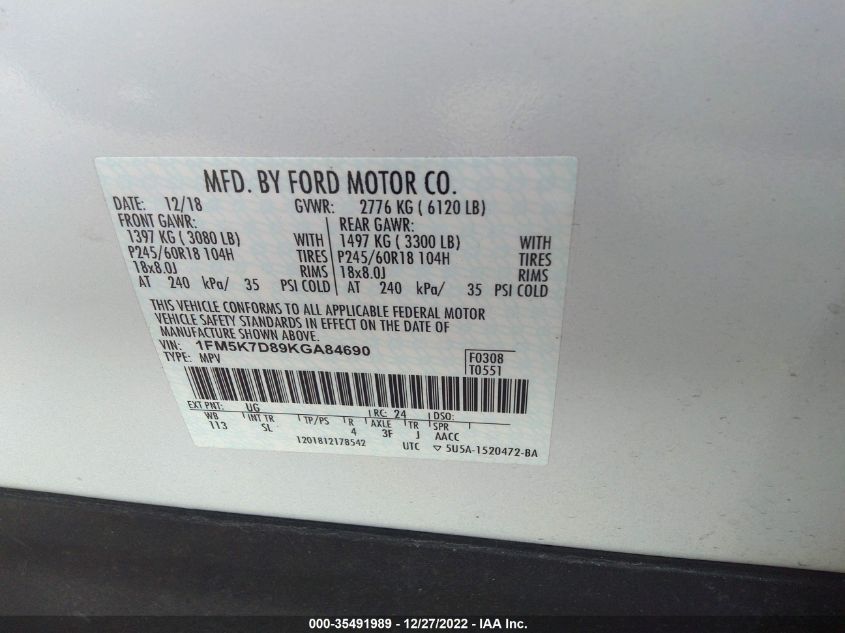 MFD. BY FORD MOTOR CO.
DATE: 12/18 GVWR: 2776 KG ( 6120 LB)
FRONT GAWR: REAR GAWR:
1397 KG ( 3080 LB) WITH 1497 KG ( 3300 LB) WITH
P245/60R18 104H TIRES P245/60R18 104H TIRES
18x8.0J RIMS 18x8.0J RIMS
AT 240 kPa/ 35 PSI COLD AT 240 kPa/ 35 PSI COLD
THIS VEHICLE CONFORMS TO ALL APPLICABLE FEDERAL MOTOR
VEHICLE SAFETY STANDARDS IN EFFECT ON THE DATE OF
MANUFACTURE SHOWN ABOVE.
VIN: 1FM5K7D89KGA84690
TYPE: MPV
F0308
T0551
EXT PNT: UG RC: 24 DSO:
WB INT TR TP/PS R AXLE TR SPR
113 SL 4 3F J AACC
1201812178542 UTC ▽ 5U5A-1520472-BA
000-35491989 — 12/27/2022 — IAA Inc.